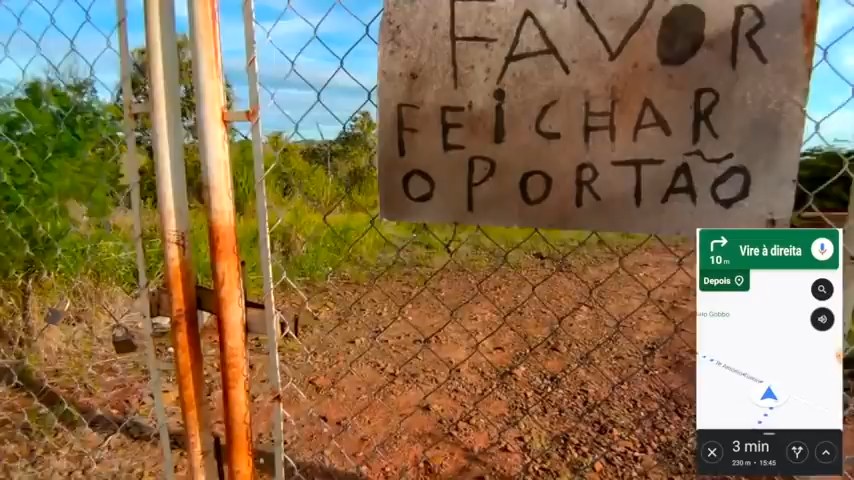 FAVOR
FEICHAR
O PORTÃO
Vire à direita
10 m
Depois
3 min
230 m • 15:45